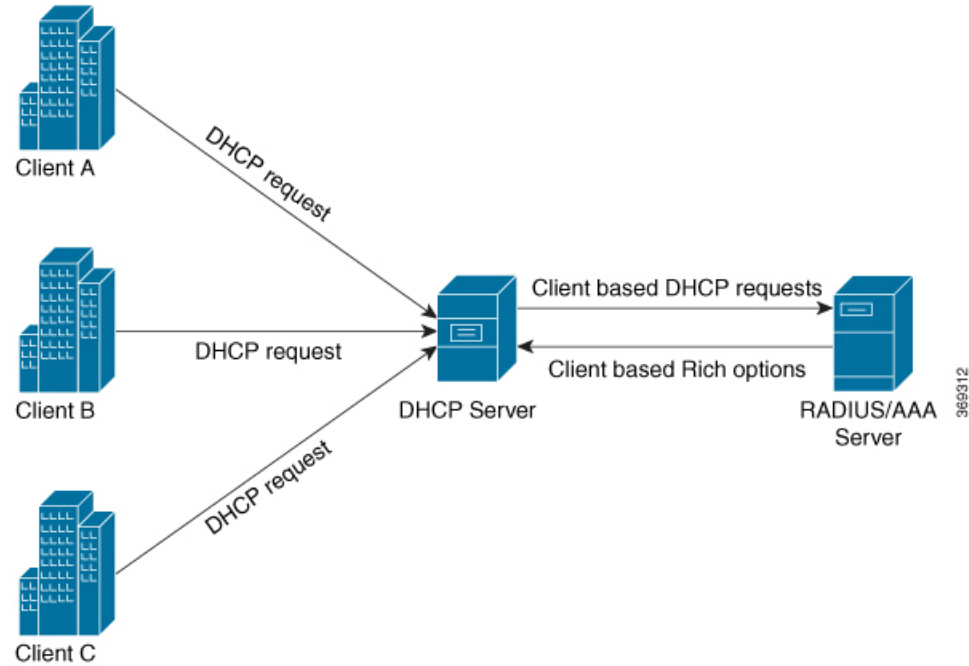 Client A
DHCP request
Client B
DHCP request
Client C
DHCP request
DHCP Server
Client based DHCP requests
Client based Rich options
RADIUS/AAA
Server
369312